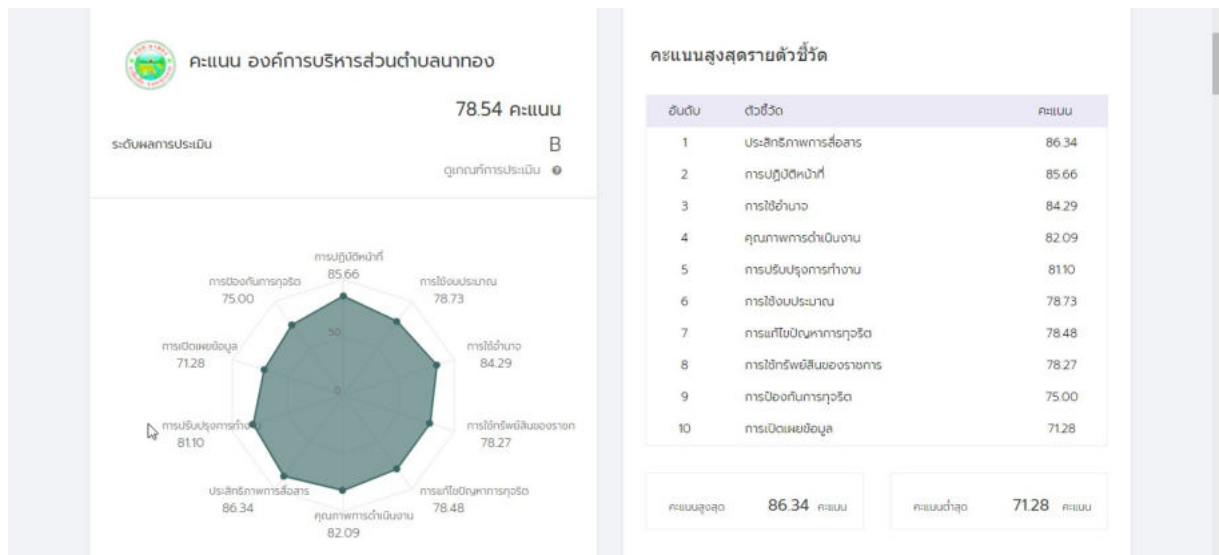 คะแนน องค์การบริหารส่วนตำบลนาทอง
78.54 คะแนน
ระดับผลการประเมิน B
ดูเกณฑ์การประเมิน
การปฏิบัติหน้าที่
85.66
การใช้งบประมาณ
78.73
การใช้อำนาจ
84.29
การใช้ทรัพย์สินของราชก
78.27
การแก้ไขปัญหาการทุจริต
78.48
คุณภาพการดำเนินงาน
82.09
ประสิทธิภาพการสื่อสาร
86.34
การปรับปรุงการทำงาน
81.10
การเปิดเผยข้อมูล
71.28
การป้องกันการทุจริต
75.00
50
0
คะแนนสูงสุดรายตัวชี้วัด
อันดับ ตัวชี้วัด คะแนน
1 ประสิทธิภาพการสื่อสาร 86.34
2 การปฏิบัติหน้าที่ 85.66
3 การใช้อำนาจ 84.29
4 คุณภาพการดำเนินงาน 82.09
5 การปรับปรุงการทำงาน 81.10
6 การใช้งบประมาณ 78.73
7 การแก้ไขปัญหาการทุจริต 78.48
8 การใช้ทรัพย์สินของราชการ 78.27
9 การป้องกันการทุจริต 75.00
10 การเปิดเผยข้อมูล 71.28
คะแนนสูงสุด 86.34 คะแนน
คะแนนต่ำสุด 71.28 คะแนน